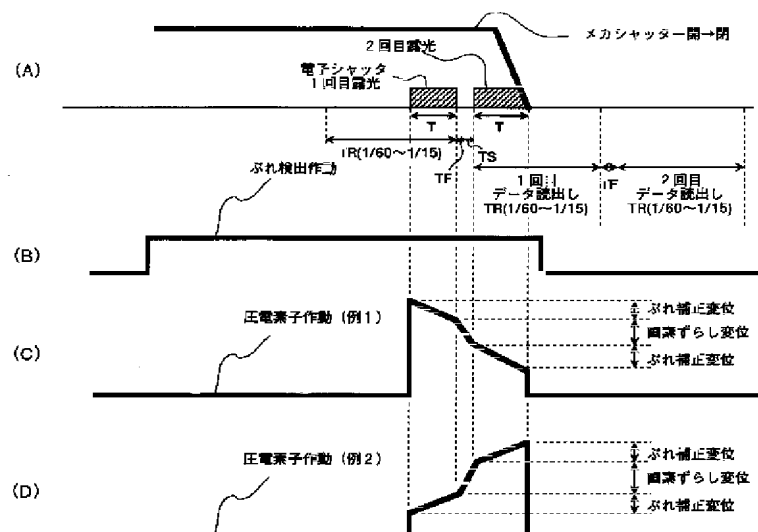 メカシャッター開→閉
2回目露光
(A)
電子シャッタ
1回目露光
T
T
TR(1/60～1/15)
TF
TS
1回目
データ読出し
TR(1/60～1/15)
TF
2回目
データ読出し
TR(1/60～1/15)
ぶれ検出作動
(B)
圧電素子作動（例1）
ぶれ補正変位
画素ずらし変位
ぶれ補正変位
(C)
圧電素子作動（例2）
ぶれ補正変位
画素ずらし変位
ぶれ補正変位
(D)